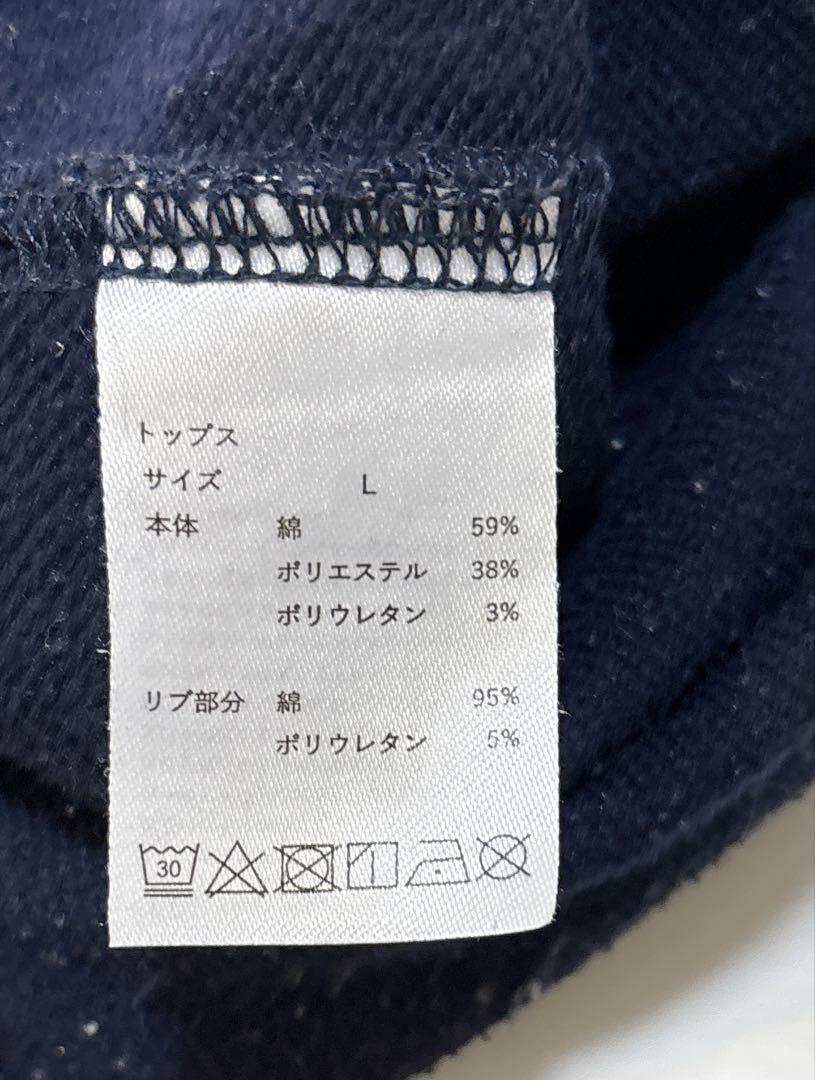 トップス
サイズ L
本体 綿 59%
ポリエステル 38%
ポリウレタン 3%
リブ部分 綿 95%
ポリウレタン 5%
30